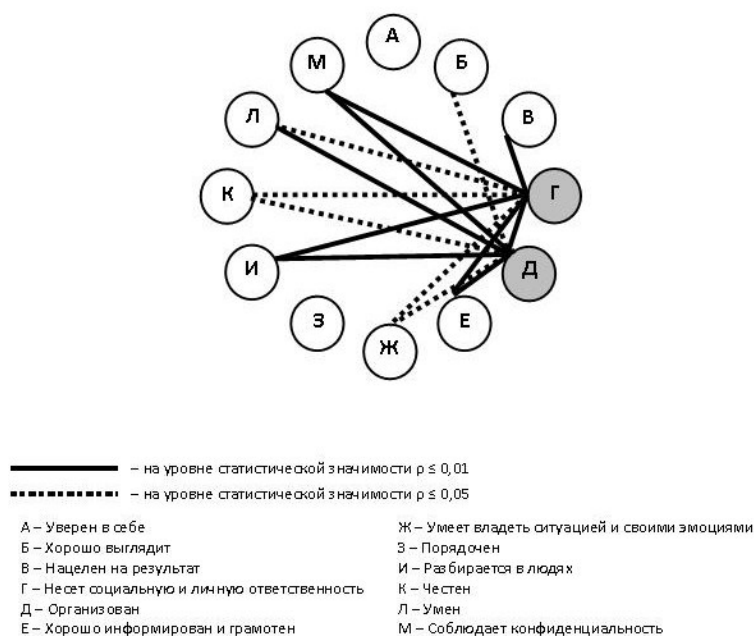 А
М
Б
Л
В
К
Г
И
Д
З
Е
Ж
– на уровне статистической значимости ρ ≤ 0,01
– на уровне статистической значимости ρ ≤ 0,05
А – Уверен в себе
Б – Хорошо выглядит
В – Нацелен на результат
Г – Несет социальную и личную ответственность
Д – Организован
Е – Хорошо информирован и грамотен
Ж – Умеет владеть ситуацией и своими эмоциями
З – Порядочен
И – Разбирается в людях
К – Честен
Л – Умен
М – Соблюдает конфиденциальность